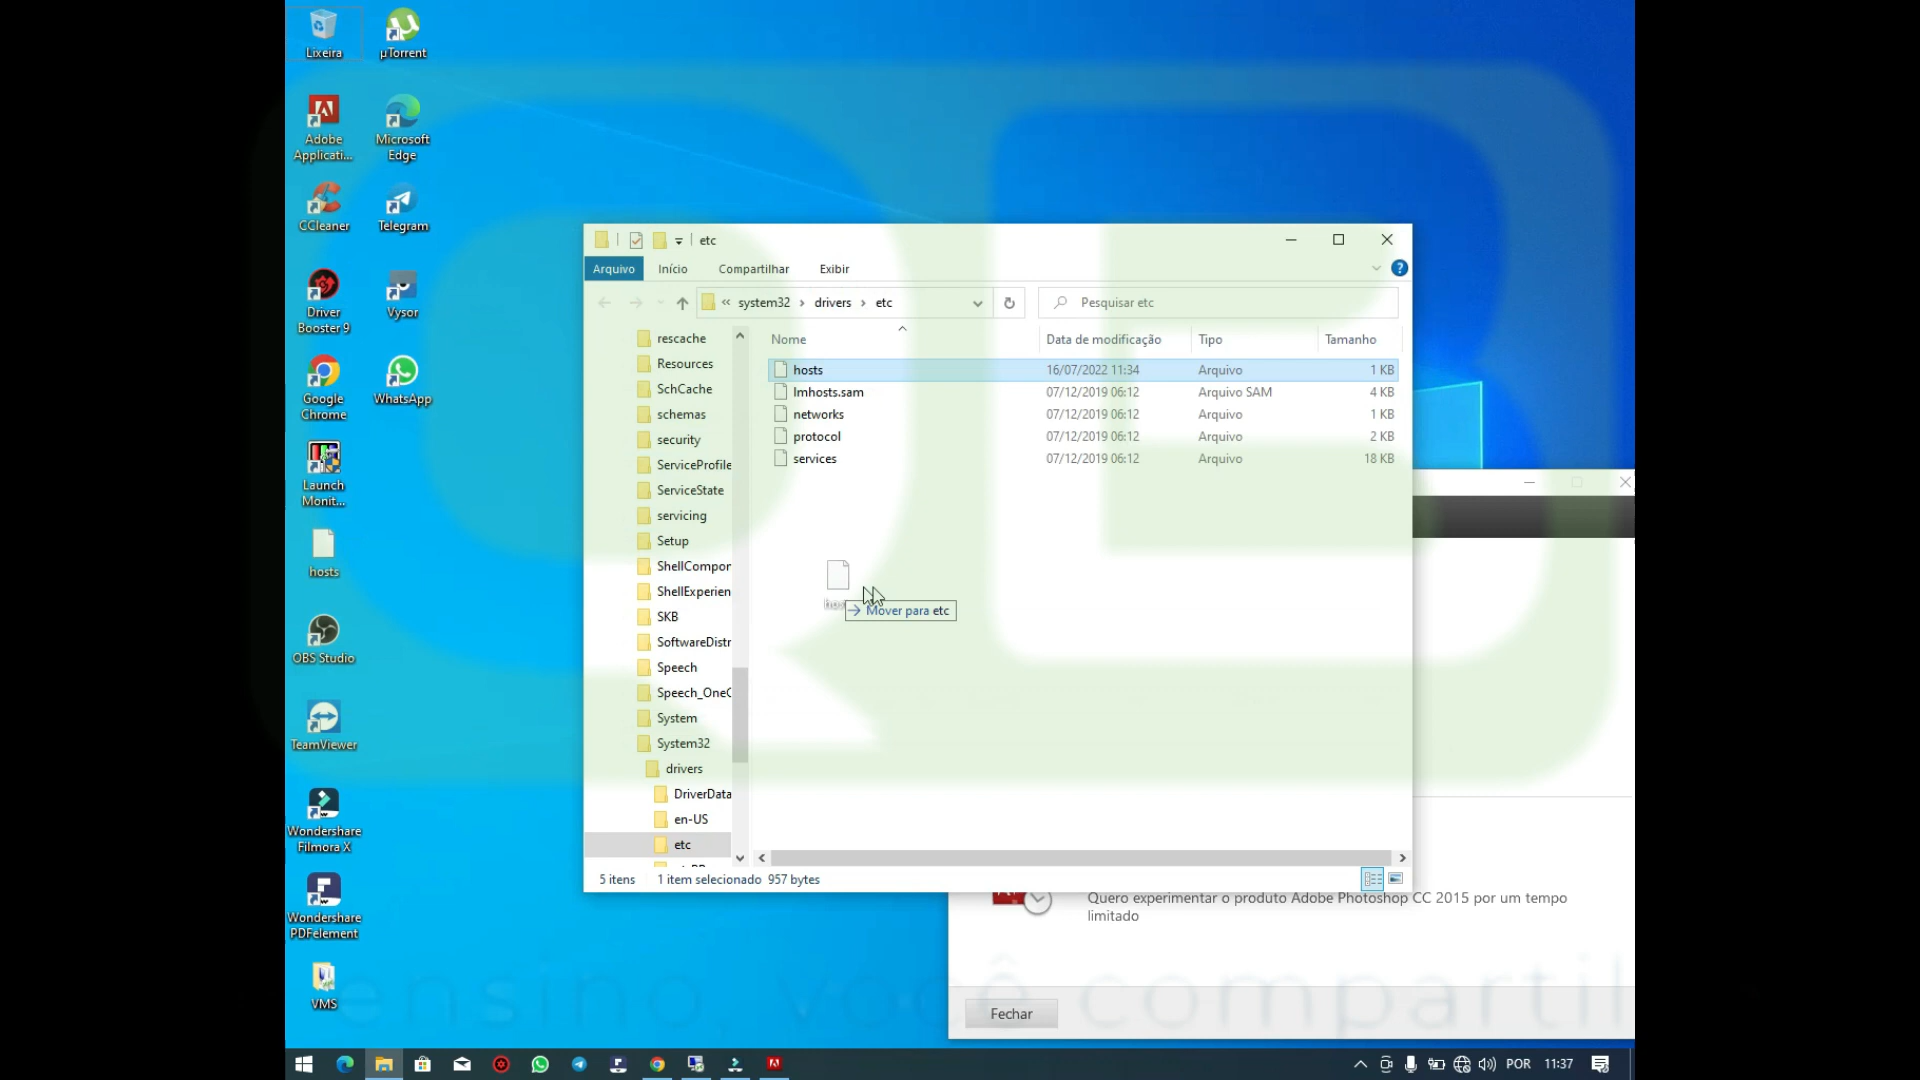 Lixeira
µTorrent
Adobe
Applicati...
Microsoft
Edge
CCleaner
Telegram
Driver
Booster 9
Vysor
Google
Chrome
WhatsApp
Launch
Monit...
hosts
OBS Studio
TeamViewer
Wondershare
Filmora X
Wondershare
PDFelement
VMS
etc
Arquivo Início Compartilhar Exibir
« system32 › drivers › etc
Pesquisar etc
Nome Data de modificação Tipo Tamanho
hosts 16/07/2022 11:34 Arquivo 1 KB
lmhosts.sam 07/12/2019 06:12 Arquivo SAM 4 KB
networks 07/12/2019 06:12 Arquivo 1 KB
protocol 07/12/2019 06:12 Arquivo 2 KB
services 07/12/2019 06:12 Arquivo 18 KB
rescache
Resources
SchCache
schemas
security
ServiceProfile
ServiceState
servicing
Setup
ShellCompor
ShellExperien
SKB
SoftwareDistr
Speech
Speech_OneC
System
System32
drivers
DriverData
en-US
etc
Mover para etc
5 itens 1 item selecionado 957 bytes
Quero experimentar o produto Adobe Photoshop CC 2015 por um tempo
limitado
Fechar
ensino, você compartil
POR 11:37